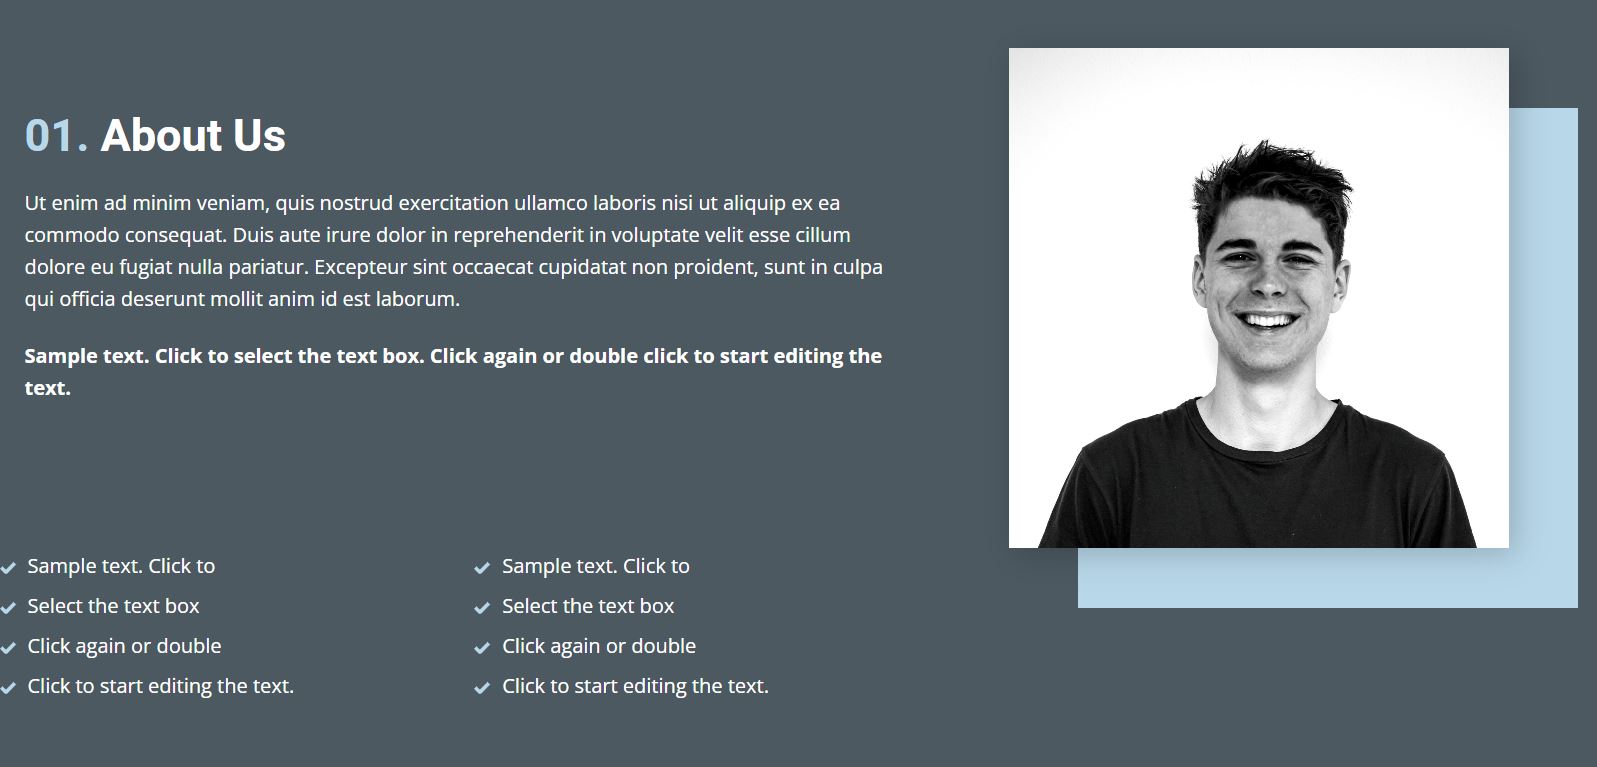 01. About Us
Ut enim ad minim veniam, quis nostrud exercitation ullamco laboris nisi ut aliquip ex ea
commodo consequat. Duis aute irure dolor in reprehenderit in voluptate velit esse cillum
dolore eu fugiat nulla pariatur. Excepteur sint occaecat cupidatat non proident, sunt in culpa
qui officia deserunt mollit anim id est laborum.
Sample text. Click to select the text box. Click again or double click to start editing the
text.
Sample text. Click to
Select the text box
Click again or double
Click to start editing the text.
Sample text. Click to
Select the text box
Click again or double
Click to start editing the text.